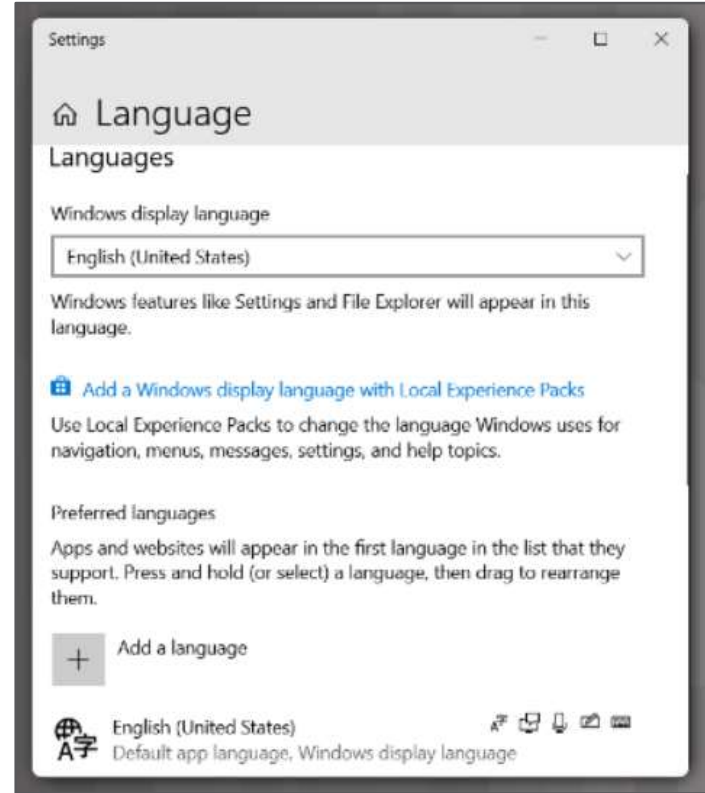 Settings
Language
Languages
Windows display language
English (United States)
Windows features like Settings and File Explorer will appear in this
language.
Add a Windows display language with Local Experience Packs
Use Local Experience Packs to change the language Windows uses for
navigation, menus, messages, settings, and help topics.
Preferred languages
Apps and websites will appear in the first language in the list that they
support. Press and hold (or select) a language, then drag to rearrange
them.
Add a language
English (United States)
Default app language, Windows display language